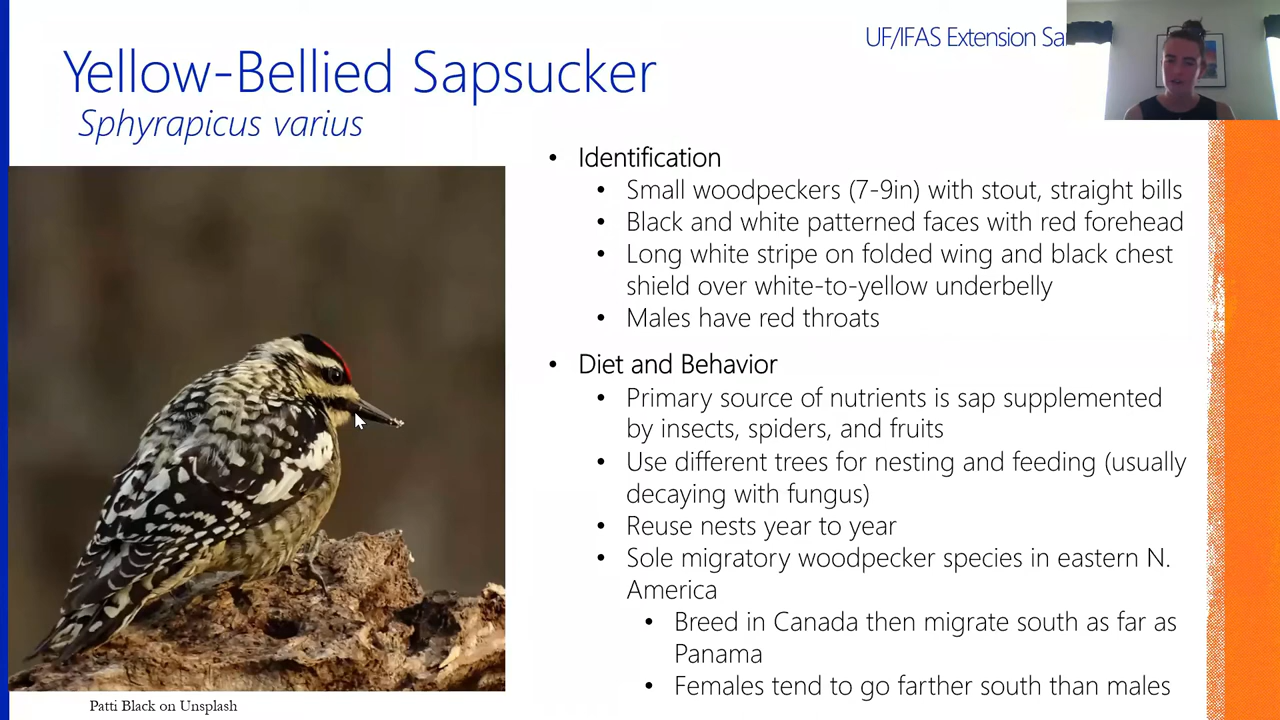 UF/IFAS Extension
Yellow-Bellied Sapsucker
Sphyrapicus varius
• Identification
• Small woodpeckers (7-9in) with stout, straight bills
• Black and white patterned faces with red forehead
• Long white stripe on folded wing and black chest
shield over white-to-yellow underbelly
• Males have red throats
• Diet and Behavior
• Primary source of nutrients is sap supplemented
by insects, spiders, and fruits
• Use different trees for nesting and feeding (usually
decaying with fungus)
• Reuse nests year to year
• Sole migratory woodpecker species in eastern N.
America
• Breed in Canada then migrate south as far as
Panama
• Females tend to go farther south than males
Patti Black on Unsplash